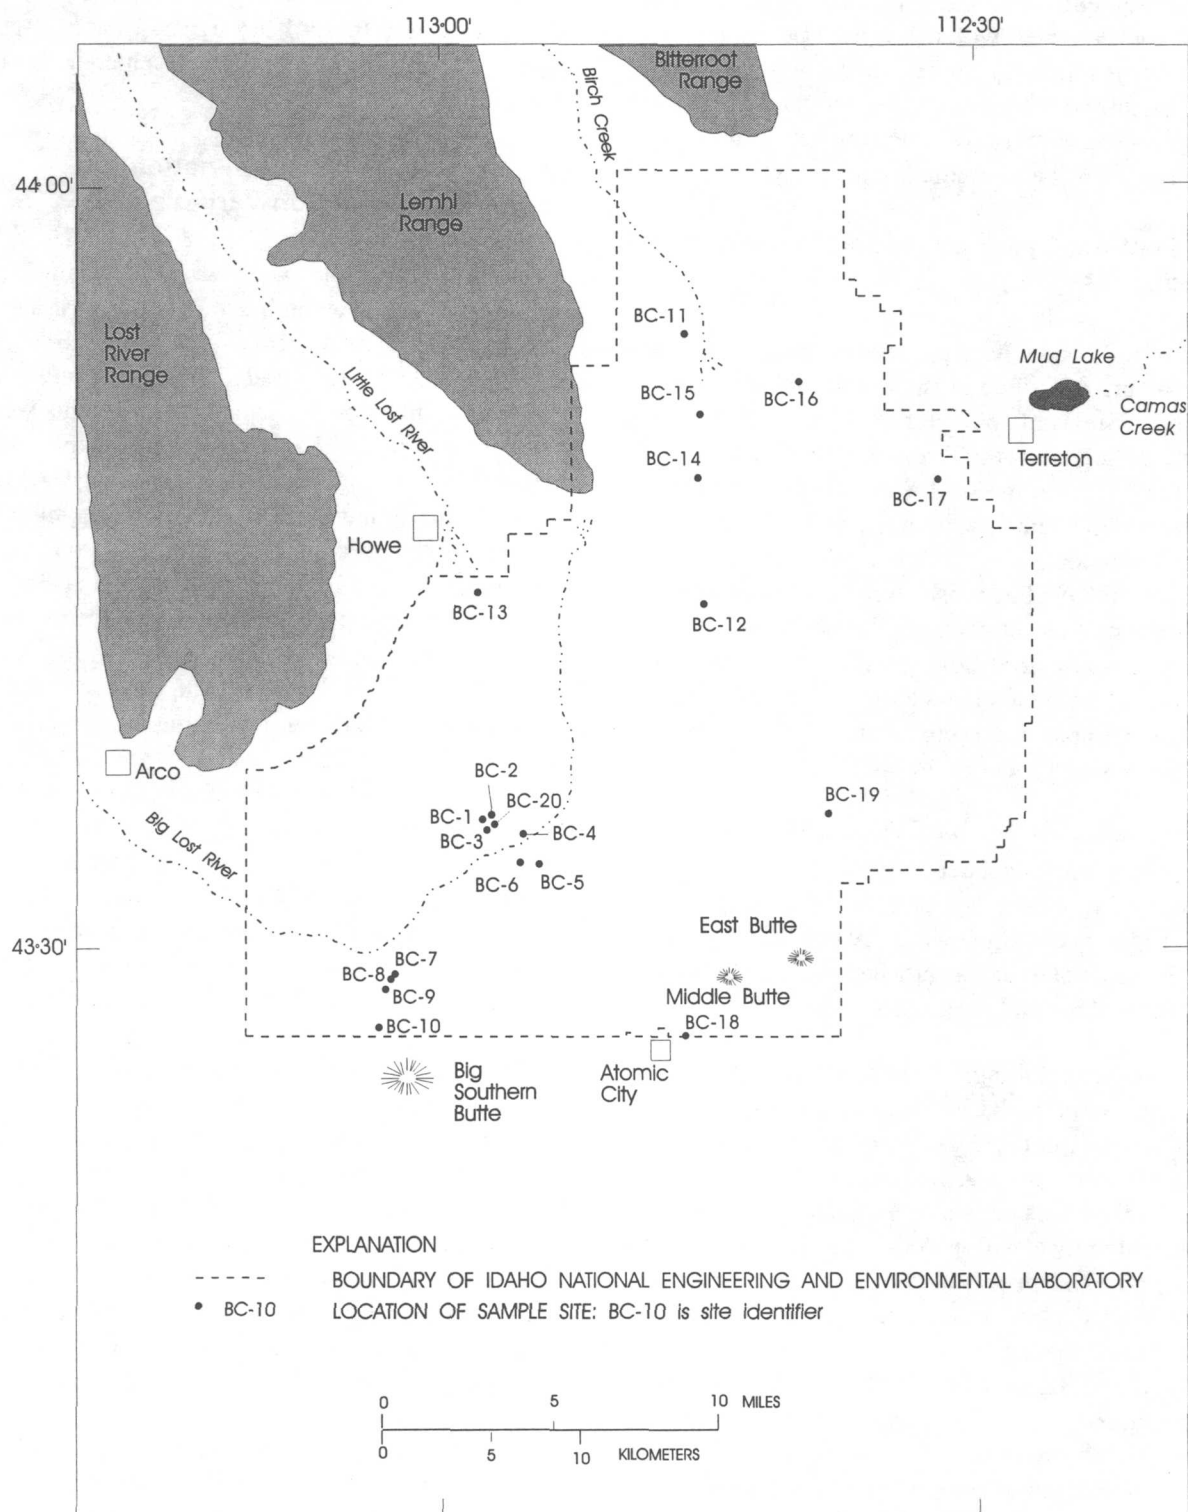 113°00'
112°30'
Bitterroot
Range
Birch Creek
44°00'
Lemhi
Range
BC-11
Lost
River
Range
Mud Lake
Little Lost River
BC-15
BC-16
Camas
Creek
BC-14
Terreton
BC-17
Howe
BC-13
BC-12
Arco
BC-2
BC-20
BC-19
BC-1
Big Lost River
BC-3
BC-4
BC-6
BC-5
East Butte
43°30'
BC-7
BC-8
BC-9
Middle Butte
BC-10
BC-18
Big
Southern
Butte
Atomic
City
EXPLANATION
BOUNDARY OF IDAHO NATIONAL ENGINEERING AND ENVIRONMENTAL LABORATORY
BC-10 LOCATION OF SAMPLE SITE: BC-10 is site identifier
0 5 10 MILES
0 5 10 KILOMETERS